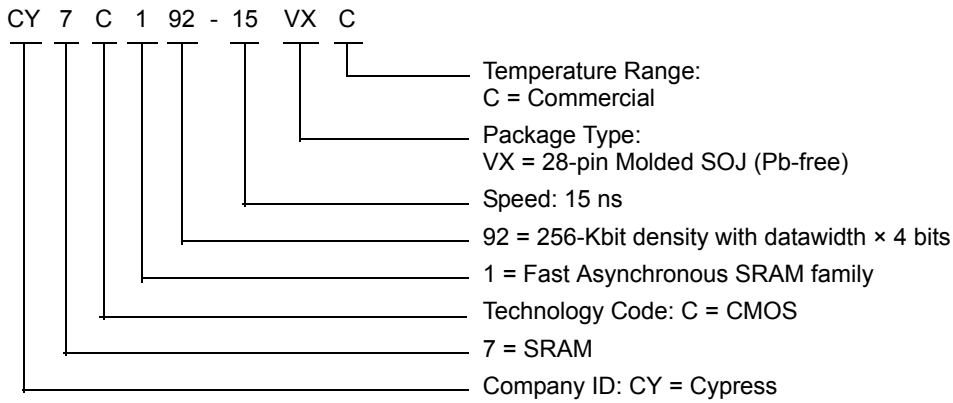 CY 7 C 1 92 - 15 VX C
Temperature Range:
C = Commercial
Package Type:
VX = 28-pin Molded SOJ (Pb-free)
Speed: 15 ns
92 = 256-Kbit density with datawidth × 4 bits
1 = Fast Asynchronous SRAM family
Technology Code: C = CMOS
7 = SRAM
Company ID: CY = Cypress